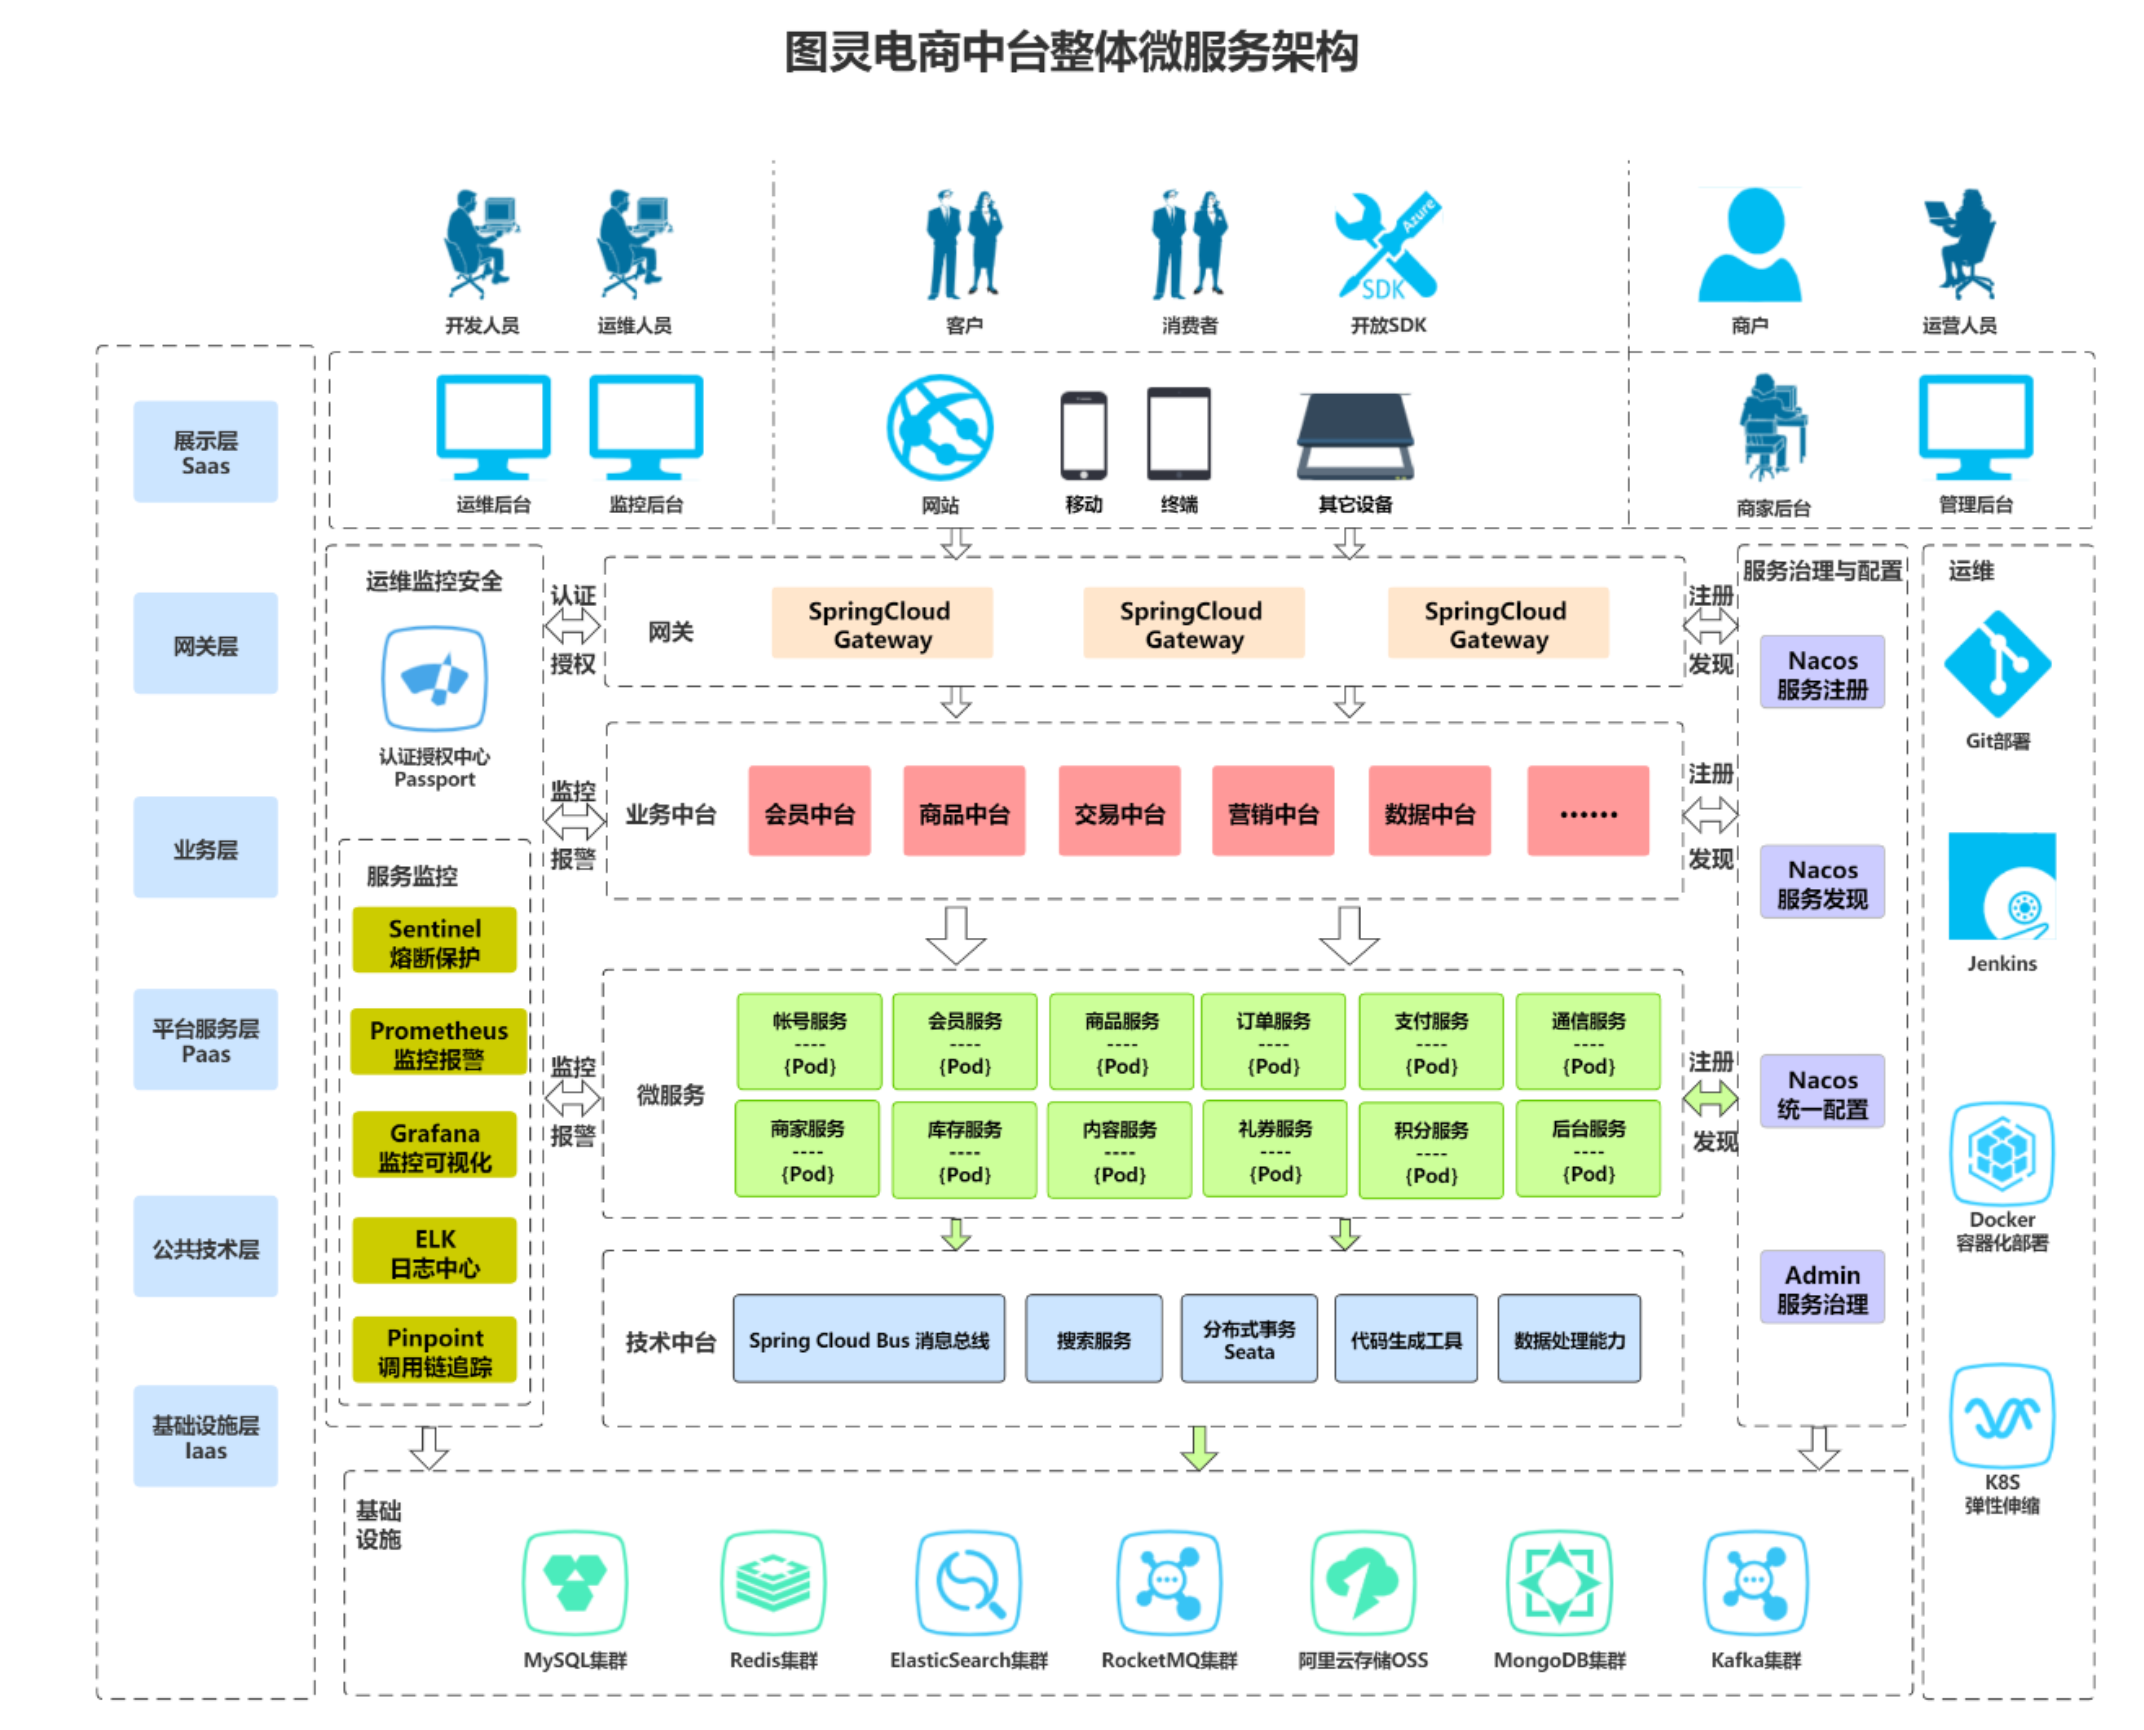 图灵电商中台整体微服务架构
开发人员
运维人员
客户
消费者
Azure
SDK
开放SDK
商户
运营人员
展示层
Saas
网关层
业务层
平台服务层
Paas
公共技术层
基础设施层
Iaas
运维后台
监控后台
网站
移动
终端
其它设备
商家后台
管理后台
运维监控安全
认证授权中心
Passport
服务监控
Sentinel
熔断保护
Prometheus
监控报警
Grafana
监控可视化
ELK
日志中心
Pinpoint
调用链追踪
认证
授权
监控
报警
监控
报警
网关
SpringCloud
Gateway
SpringCloud
Gateway
SpringCloud
Gateway
业务中台
会员中台
商品中台
交易中台
营销中台
数据中台
······
微服务
帐号服务
----
{Pod}
会员服务
----
{Pod}
商品服务
----
{Pod}
订单服务
----
{Pod}
支付服务
----
{Pod}
通信服务
----
{Pod}
商家服务
----
{Pod}
库存服务
----
{Pod}
内容服务
----
{Pod}
礼券服务
----
{Pod}
积分服务
----
{Pod}
后台服务
----
{Pod}
技术中台
Spring Cloud Bus 消息总线
搜索服务
分布式事务
Seata
代码生成工具
数据处理能力
注册
发现
注册
发现
注册
发现
服务治理与配置
Nacos
服务注册
Nacos
服务发现
Nacos
统一配置
Admin
服务治理
运维
Git部署
Jenkins
Docker
容器化部署
K8S
弹性伸缩
基础
设施
MySQL集群
Redis集群
ElasticSearch集群
RocketMQ集群
阿里云存储OSS
MongoDB集群
Kafka集群